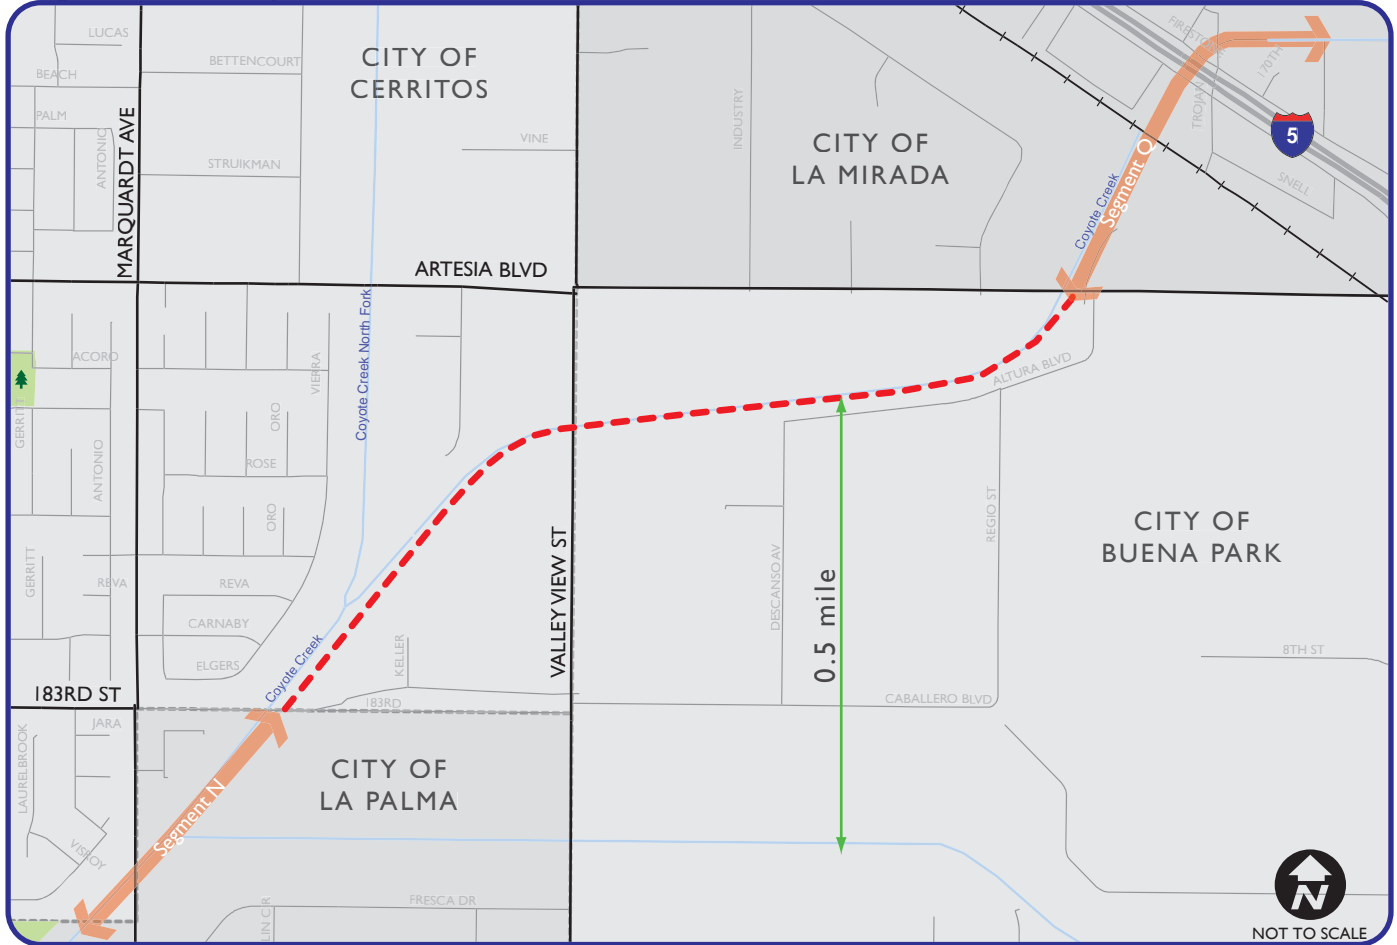 LUCAS
BEACH
PALM
ANTONIO
MARQUARDT AVE
BETTENCOURT
STRUIKMAN
CITY OF
CERRITOS
VINE
INDUSTRY
CITY OF
LA MIRADA
170TH
TROJAN
5
SNELL
Segment Q
Coyote Creek
ARTESIA BLVD
Coyote Creek North Fork
ACORO
GERRITT
ANTONIO
VIERRA
ORO
ROSE
ORO
ALTURA BLVD
VALLEY VIEW ST
DESCANSO AV
REGIO ST
CITY OF
BUENA PARK
0.5 mile
GERRITT
REVA
REVA
CARNABY
ELGERS
Coyote Creek
KELLER
8TH ST
183RD ST
183RD
CABALLERO BLVD
JARA
LAURELBROOK
VISROY
Segment N
CITY OF
LA PALMA
FRESCA DR
LIN CIR
N
NOT TO SCALE